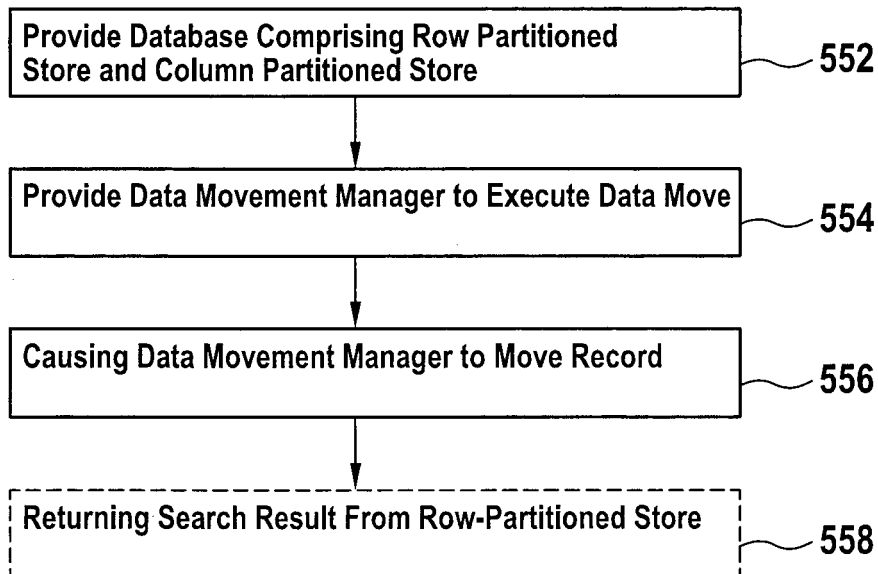 Provide Database Comprising Row Partitioned
Store and Column Partitioned Store
552
Provide Data Movement Manager to Execute Data Move
554
Causing Data Movement Manager to Move Record
556
Returning Search Result From Row-Partitioned Store
558